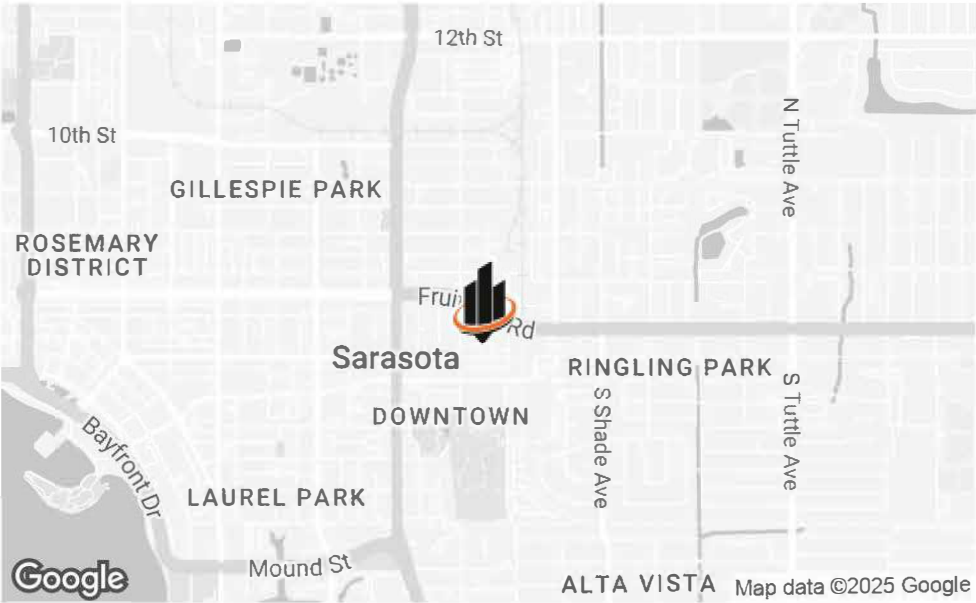 12th St
10th St
N Tuttle Ave
GILLESPIE PARK
ROSEMARY
DISTRICT
Frui
Rd
Sarasota
RINGLING PARK
DOWNTOWN
S Shade Ave
S Tuttle Ave
Bayfront Dr
LAUREL PARK
Mound St
Google
ALTA VISTA
Map data ©2025 Google